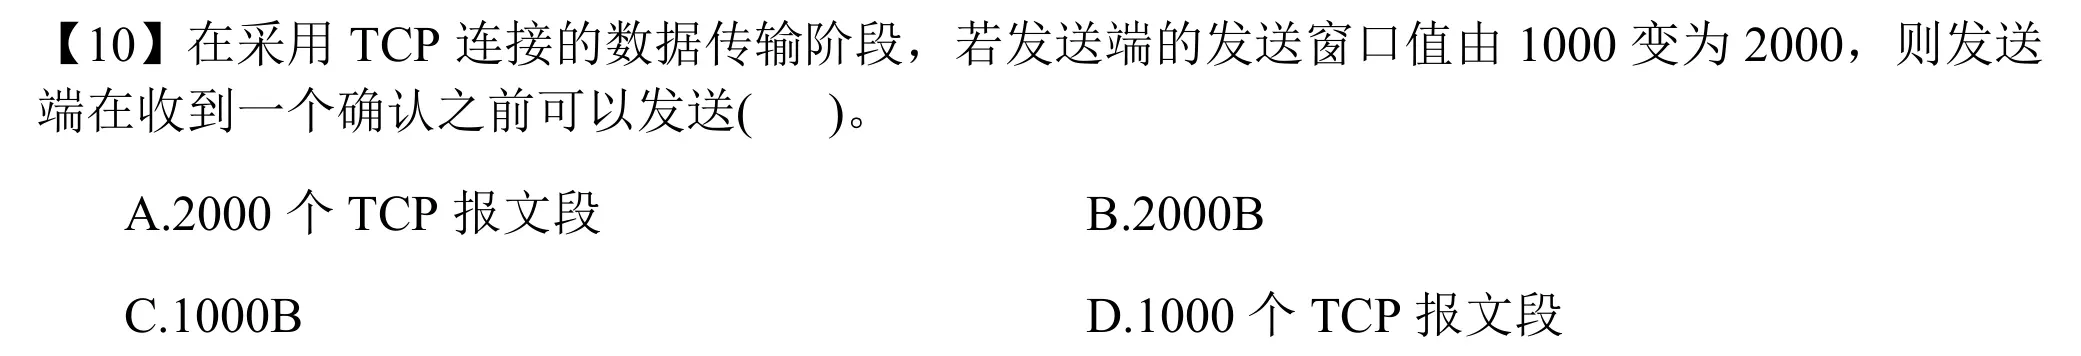 【10】在采用 TCP 连接的数据传输阶段，若发送端的发送窗口值由 1000 变为 2000，则发送
端在收到一个确认之前可以发送(    )。
A.2000 个 TCP 报文段 B.2000B
C.1000B D.1000 个 TCP 报文段